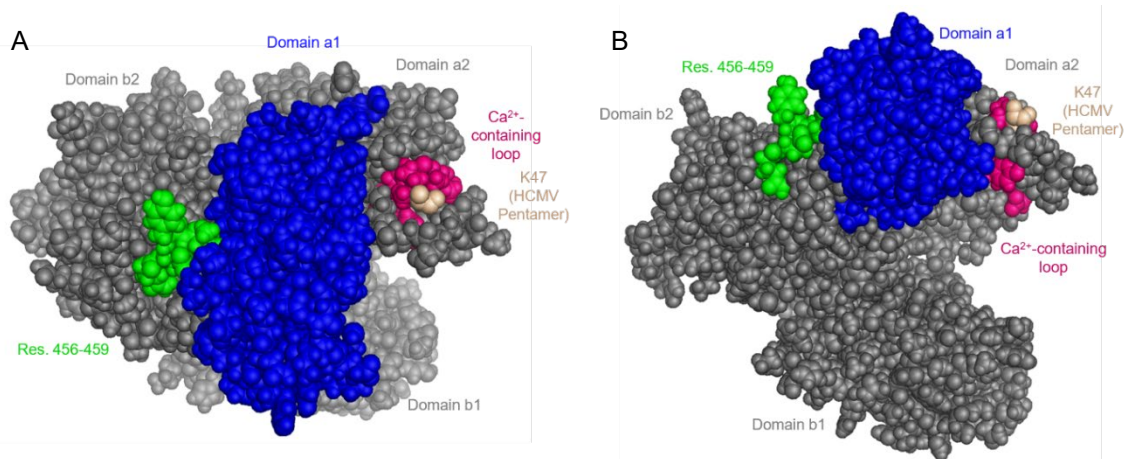 A
Domain a1
Domain b2
Domain a2
Ca²⁺-
containing
loop
K47
(HCMV
Pentamer)
Res. 456-459
Domain b1
B
Domain a1
Res. 456-459
Domain a2
K47
(HCMV
Pentamer)
Domain b2
Ca²⁺-containing
loop
Domain b1